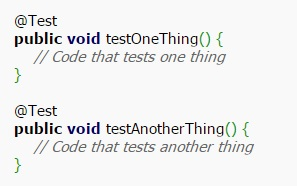 @Test
public void testOneThing() {
    // Code that tests one thing
}

@Test
public void testAnotherThing() {
    // Code that tests another thing
}